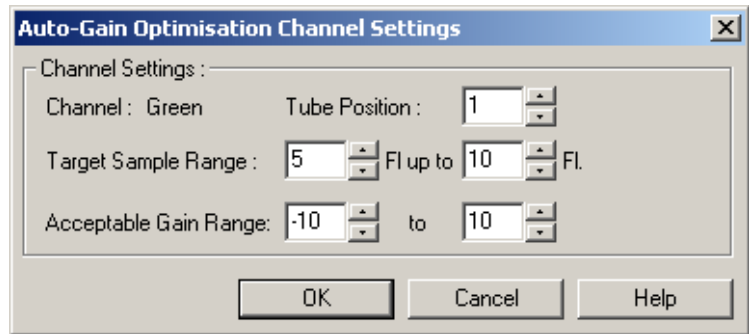 Auto-Gain Optimisation Channel Settings
Channel Settings :
Channel : Green Tube Position : 1
Target Sample Range : 5 Fl up to 10 Fl.
Acceptable Gain Range: -10 to 10
OK Cancel Help